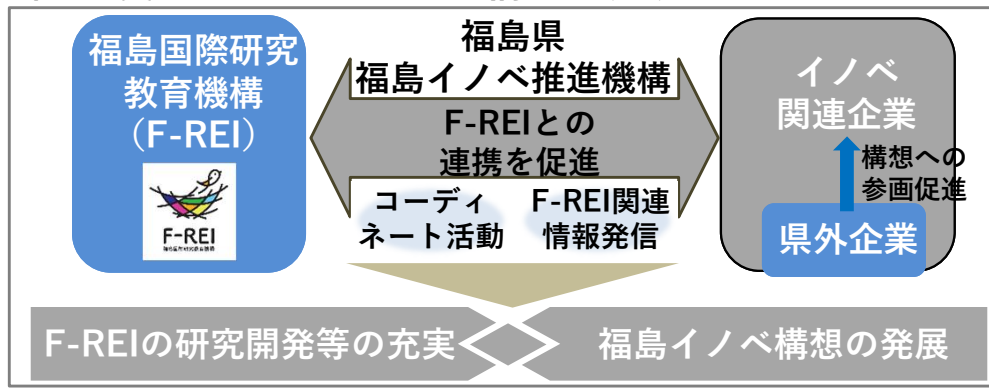 福島国際研究
教育機構
（F-REI）
F-REI
福島県
福島イノベ推進機構
F-REIとの
連携を促進
コーディ
ネート活動
F-REI関連
情報発信
イノベ
関連企業
構想への
参画促進
県外企業
F-REIの研究開発等の充実
福島イノベ構想の発展